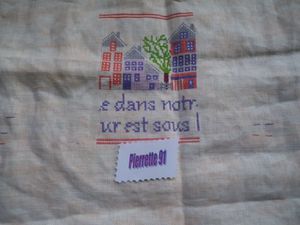 e dans notr
ur est sous l
Pierrette 91